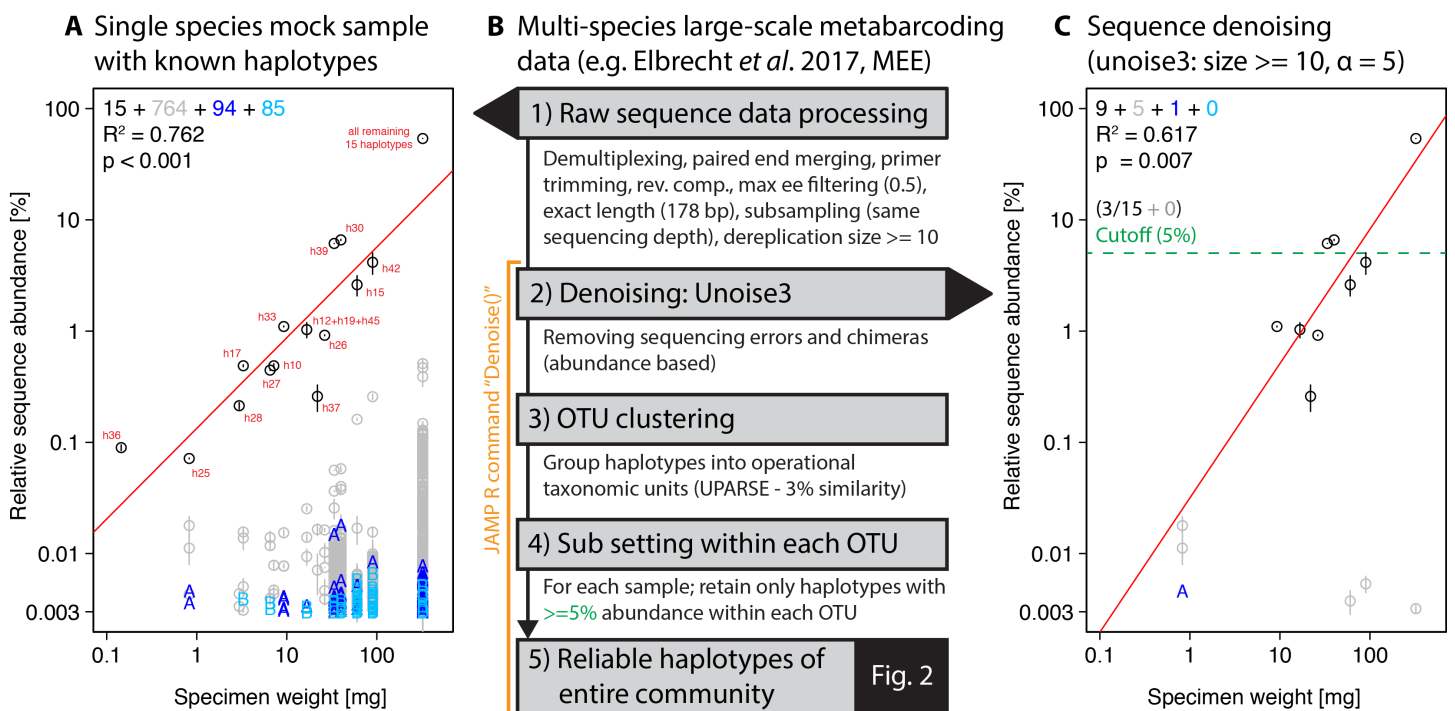 A Single species mock sample
with known haplotypes
100
10
1
0.1
0.01
0.003
Relative sequence abundance [%]
15 + 764 + 94 + 85
R² = 0.762
p < 0.001
all remaining
15 haplotypes
h30
h39
h42
h15
h33
h12+h19+h45
h26
h17
h10
h27
h28
h37
h36
h25
0.1 1 10 100
Specimen weight [mg]
B Multi-species large-scale metabarcoding
data (e.g. Elbrecht et al. 2017, MEE)
1) Raw sequence data processing
Demultiplexing, paired end merging, primer
trimming, rev. comp., max ee filtering (0.5),
exact length (178 bp), subsampling (same
sequencing depth), dereplication size >= 10
JAMP R command "Denoise()"
2) Denoising: Unoise3
Removing sequencing errors and chimeras
(abundance based)
3) OTU clustering
Group haplotypes into operational
taxonomic units (UPARSE - 3% similarity)
4) Sub setting within each OTU
For each sample; retain only haplotypes with
>=5% abundance within each OTU
5) Reliable haplotypes of
entire community
Fig. 2
C Sequence denoising
(unoise3: size >= 10, α = 5)
100
10
1
0.1
0.01
0.003
Relative sequence abundance [%]
9 + 5 + 1 + 0
R² = 0.617
p = 0.007
(3/15 + 0)
Cutoff (5%)
A
0.1 1 10 100
Specimen weight [mg]